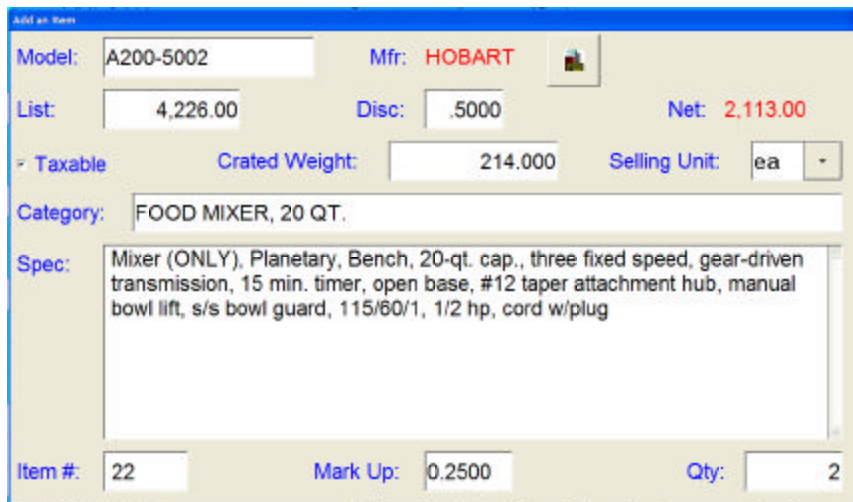 Add an Item
Model: A200-5002 Mfr: HOBART
List: 4,226.00 Disc: .5000 Net: 2,113.00
Taxable Crated Weight: 214.000 Selling Unit: ea
Category: FOOD MIXER, 20 QT.
Spec: Mixer (ONLY), Planetary, Bench, 20-qt. cap., three fixed speed, gear-driven
transmission, 15 min. timer, open base, #12 taper attachment hub, manual
bowl lift, s/s bowl guard, 115/60/1, 1/2 hp, cord w/plug
Item #: 22 Mark Up: 0.2500 Qty: 2